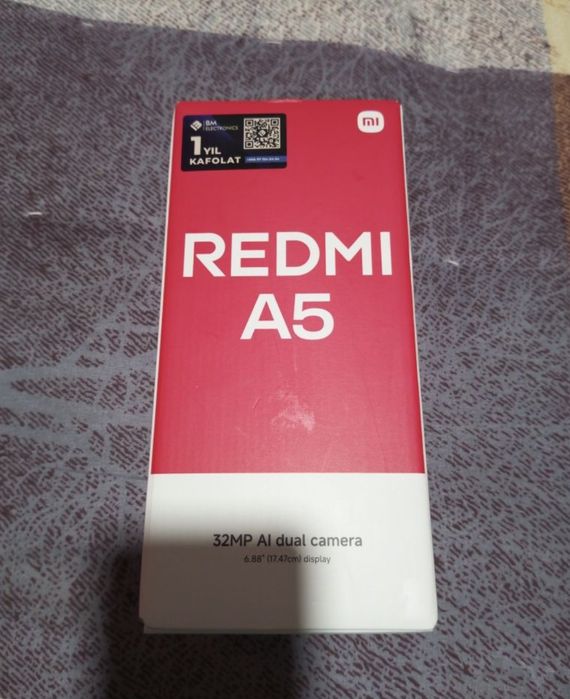 BM
ELECTRONICS
1 YIL
KAFOLAT
mi
REDMI
A5
32MP AI dual camera
6.88" (17.47cm) display